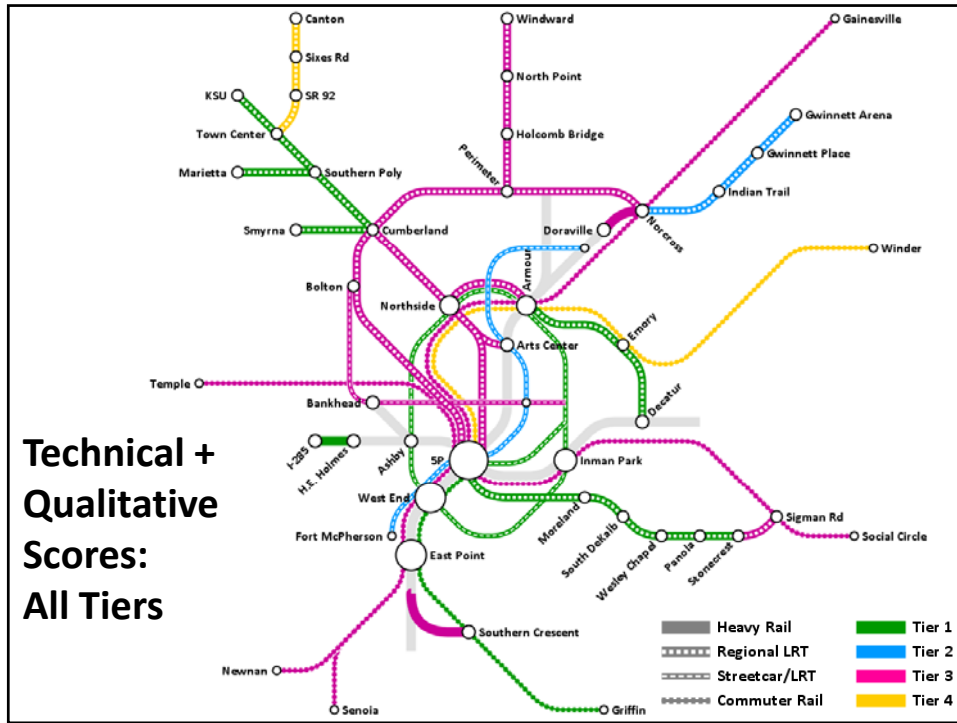 Canton
Windward
Gainesville
Sixes Rd
North Point
KSU
SR 92
Gwinnett Arena
Town Center
Holcomb Bridge
Gwinnett Place
Perimeter
Marietta
Southern Poly
Indian Trail
Norcross
Smyrna
Cumberland
Doraville
Winder
Armour
Bolton
Northside
Emory
Arts Center
Temple
Bankhead
Decatur
I-285
H.E. Holmes
Ashby
5P
Inman Park
Technical +
Qualitative
Scores:
All Tiers
West End
Moreland
South DeKalb
Wesley Chapel
Panola
Stonecrest
Sigman Rd
Fort McPherson
Social Circle
East Point
Southern Crescent
Newnan
Senoia
Griffin
Heavy Rail
Regional LRT
Streetcar/LRT
Commuter Rail
Tier 1
Tier 2
Tier 3
Tier 4